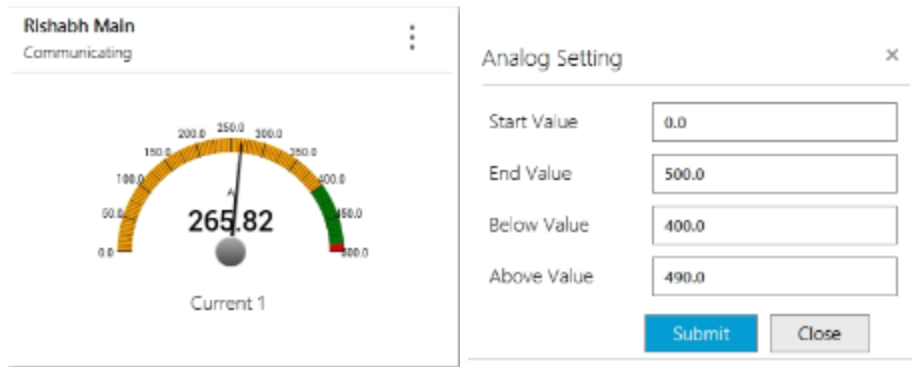 Rishabh Main
Communicating
0.0
50.0
100.0
150.0
200.0
250.0
300.0
350.0
400.0
450.0
500.0
A
265.82
Current 1
Analog Setting ×
Start Value 0.0
End Value 500.0
Below Value 400.0
Above Value 490.0
Submit Close